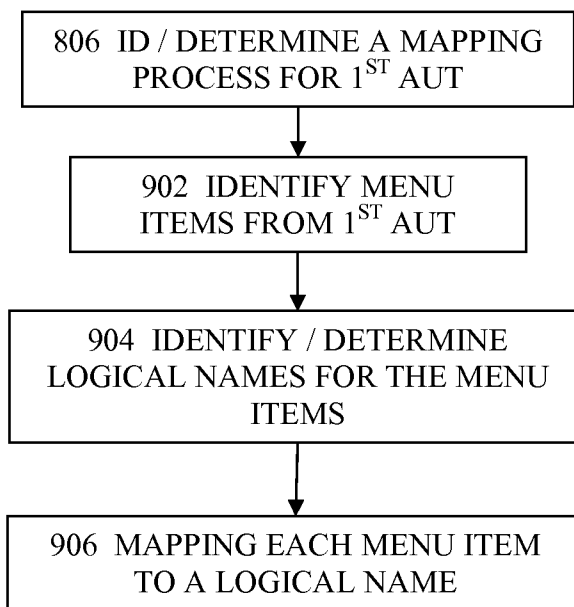 806 ID / DETERMINE A MAPPING
PROCESS FOR 1ST AUT
902 IDENTIFY MENU
ITEMS FROM 1ST AUT
904 IDENTIFY / DETERMINE
LOGICAL NAMES FOR THE MENU
ITEMS
906 MAPPING EACH MENU ITEM
TO A LOGICAL NAME